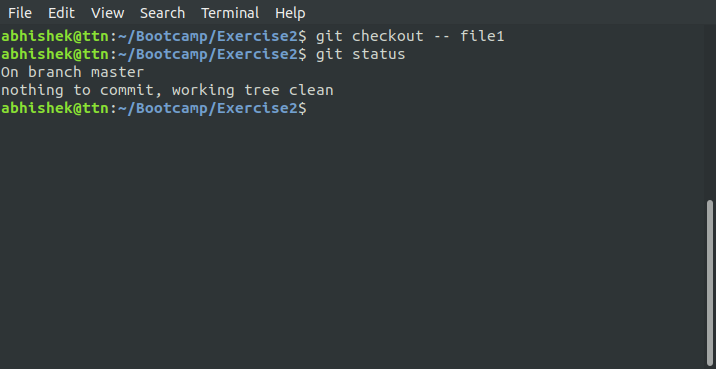 File Edit View Search Terminal Help
abhishek@ttn:~/Bootcamp/Exercise2$ git checkout -- file1
abhishek@ttn:~/Bootcamp/Exercise2$ git status
On branch master
nothing to commit, working tree clean
abhishek@ttn:~/Bootcamp/Exercise2$